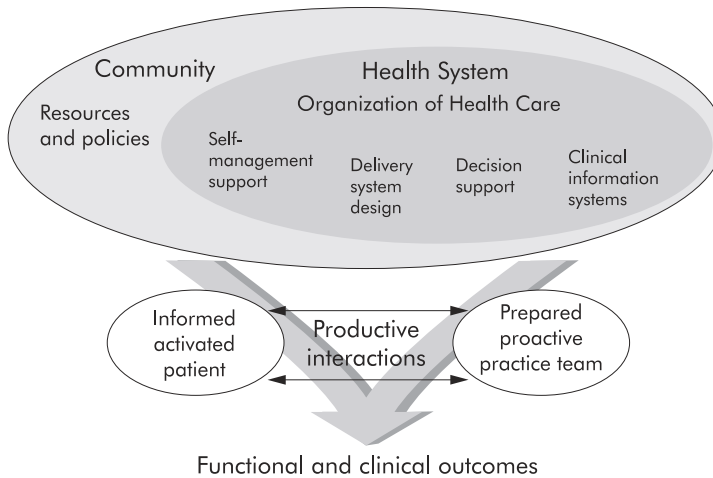 Community
Resources
and policies
Health System
Organization of Health Care
Self-
management
support
Delivery
system
design
Decision
support
Clinical
information
systems
Informed
activated
patient
Productive
interactions
Prepared
proactive
practice team
Functional and clinical outcomes